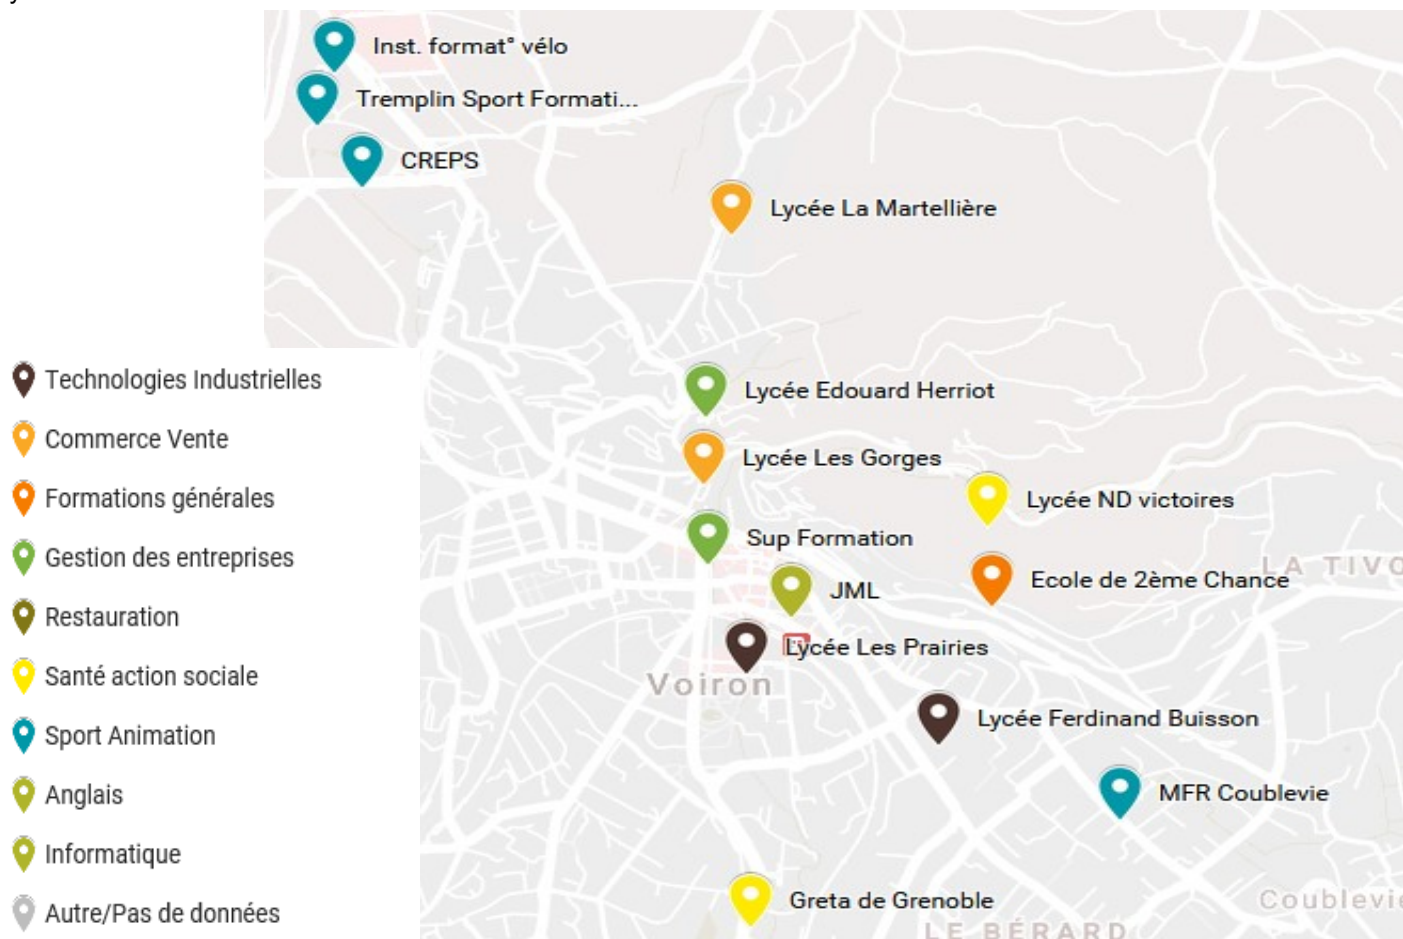 Inst. format° vélo
Tremplin Sport Formati...
CREPS
Lycée La Martellière
Technologies Industrielles
Commerce Vente
Formations générales
Gestion des entreprises
Restauration
Santé action sociale
Sport Animation
Anglais
Informatique
Autre/Pas de données
Lycée Edouard Herriot
Lycée Les Gorges
Lycée ND victoires
Sup Formation
LA TIVO
Ecole de 2ème Chance
JML
Lycée Les Prairies
Voiron
Lycée Ferdinand Buisson
MFR Coublevie
Greta de Grenoble
Coublevie
LE BÉRARD